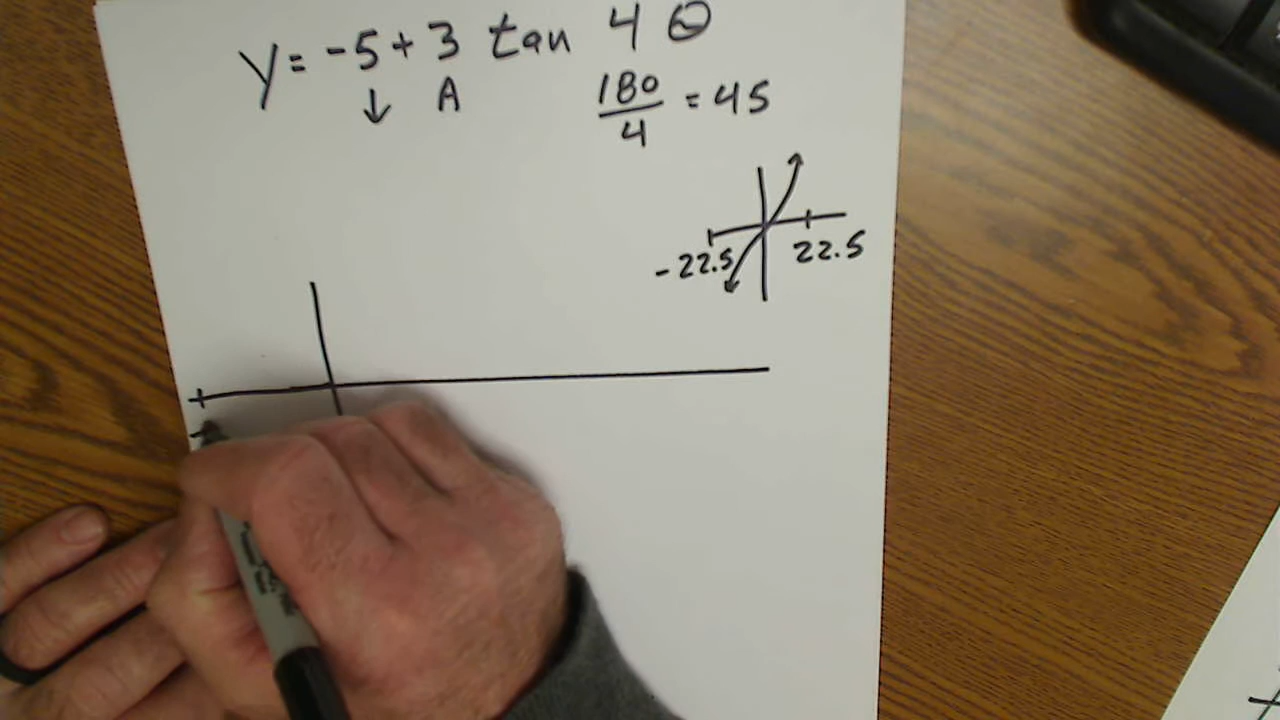 y = -5 + 3 tan 4 Θ
↓ A
180/4 = 45
-22.5 22.5